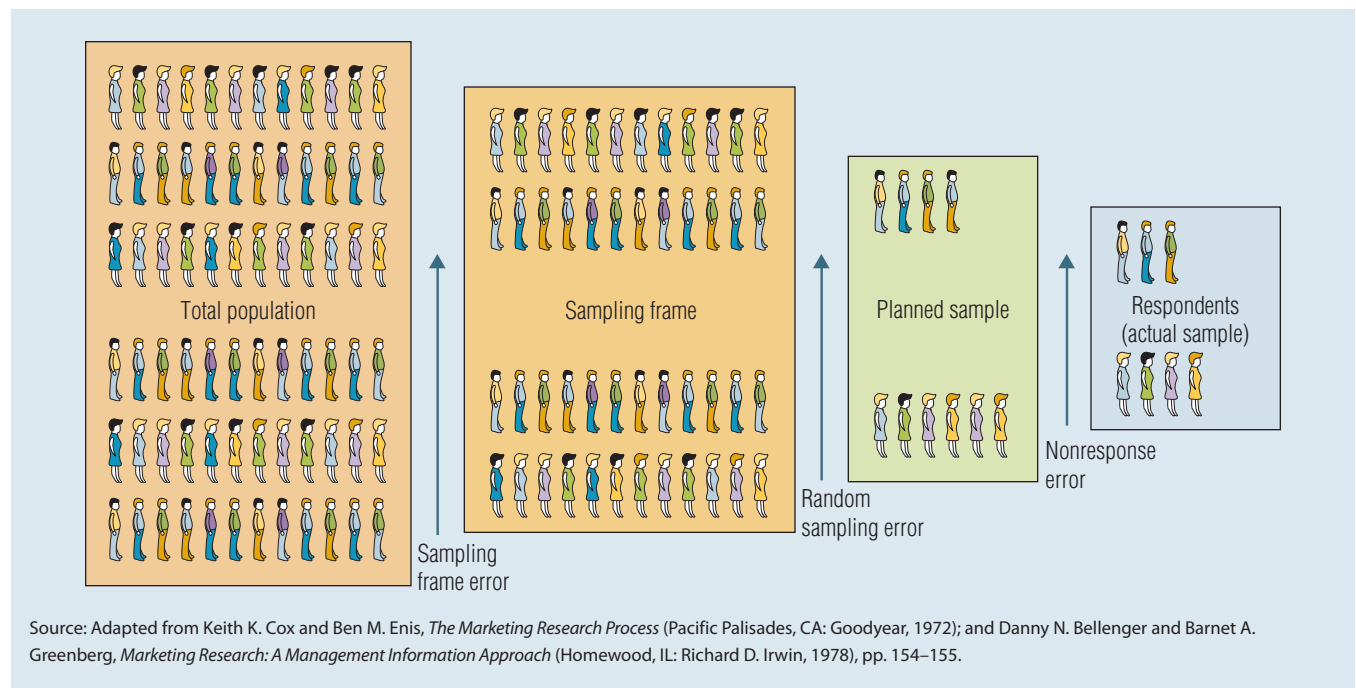 Total population
Sampling
frame error
Sampling frame
Random
sampling error
Planned sample
Nonresponse
error
Respondents
(actual sample)
Source: Adapted from Keith K. Cox and Ben M. Enis, The Marketing Research Process (Pacific Palisades, CA: Goodyear, 1972); and Danny N. Bellenger and Barnet A.
Greenberg, Marketing Research: A Management Information Approach (Homewood, IL: Richard D. Irwin, 1978), pp. 154–155.